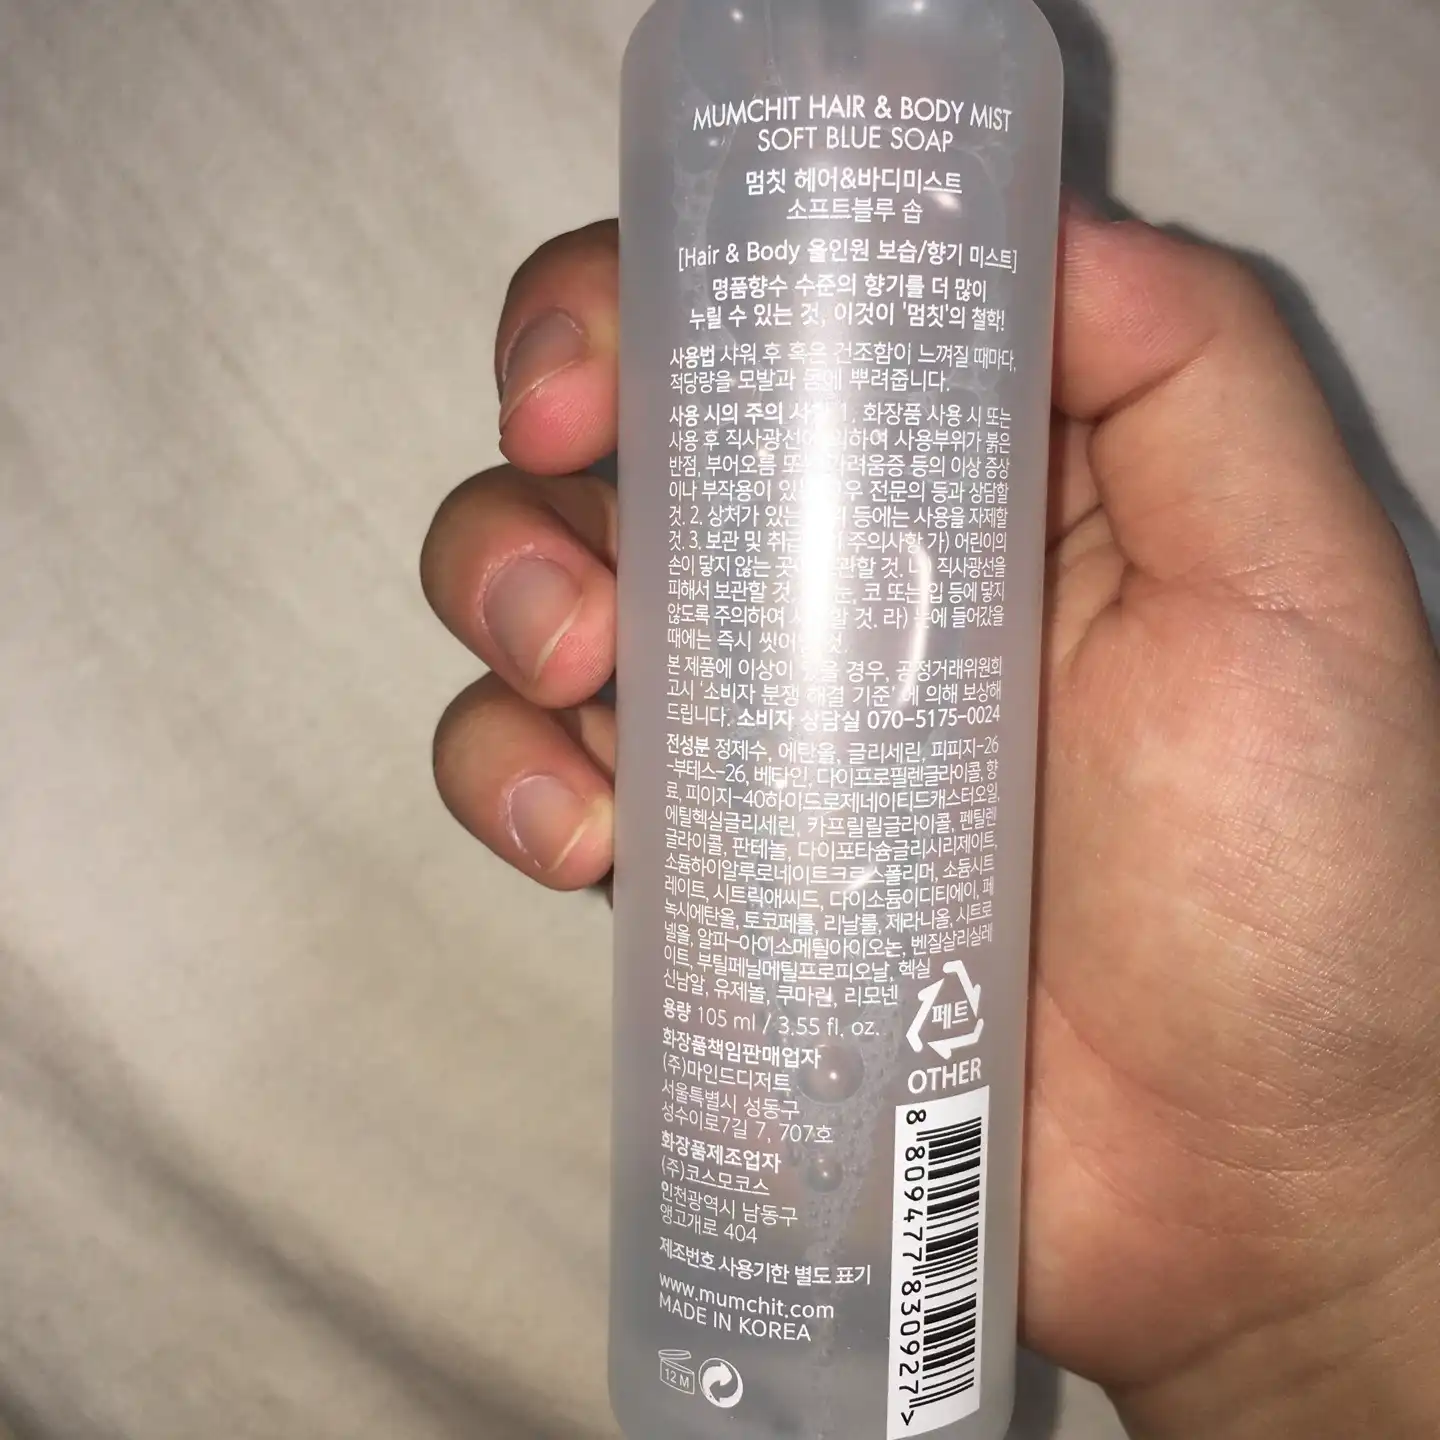 MUMCHIT HAIR & BODY MIST
SOFT BLUE SOAP
멈칫 헤어&바디미스트
소프트블루 솝
[Hair & Body 올인원 보습/향기 미스트]
명품향수 수준의 향기를 더 많이
누릴 수 있는 것, 이것이 '멈칫'의 철학!
사용법 샤워 후 혹은 건조함이 느껴질 때마다,
적당량을 모발과 몸에 뿌려줍니다.
사용 시의 주의 사항 1. 화장품 사용 시 또는
사용 후 직사광선에 의하여 사용부위가 붉은
반점, 부어오름 또는 가려움증 등의 이상 증상
이나 부작용이 있는 경우 전문의 등과 상담할
것. 2. 상처가 있는 부위 등에는 사용을 자제할
것. 3. 보관 및 취급 시의 주의사항 가) 어린이의
손이 닿지 않는 곳에 보관할 것. 나) 직사광선을
피해서 보관할 것. 눈, 코 또는 입 등에 닿지
않도록 주의하여 사용할 것. 라) 눈에 들어갔을
때에는 즉시 씻어낼 것.
본 제품에 이상이 있을 경우, 공정거래위원회
고시 '소비자 분쟁 해결 기준' 에 의해 보상해
드립니다. 소비자 상담실 070-5175-0024
전성분 정제수, 에탄올, 글리세린, 피피지-26
-부테스-26, 베타인, 다이프로필렌글라이콜, 향
료, 피이지-40하이드로제네이티드캐스터오일,
에틸헥실글리세린, 카프릴릴글라이콜, 펜틸렌
글라이콜, 판테놀, 다이포타슘글리시리제이트,
소듐하이알루로네이트크로스폴리머, 소듐시트
레이트, 시트릭애씨드, 다이소듐이디티에이, 페
녹시에탄올, 토코페롤, 리날룰, 제라니올, 시트로
넬올, 알파-아이소메틸아이오논, 벤질살리실레
이트, 부틸페닐메틸프로피오날, 헥실
신남알, 유제놀, 쿠마린, 리모넨
용량 105 ml / 3.55 fl. oz.
페트
OTHER
화장품책임판매업자
(주)마인드디저트
서울특별시 성동구
성수이로7길 7, 707호
화장품제조업자
(주)코스모코스
인천광역시 남동구
앵고개로 404
제조번호 사용기한 별도 표기
www.mumchit.com
MADE IN KOREA
12 M
8 809477 830927 >